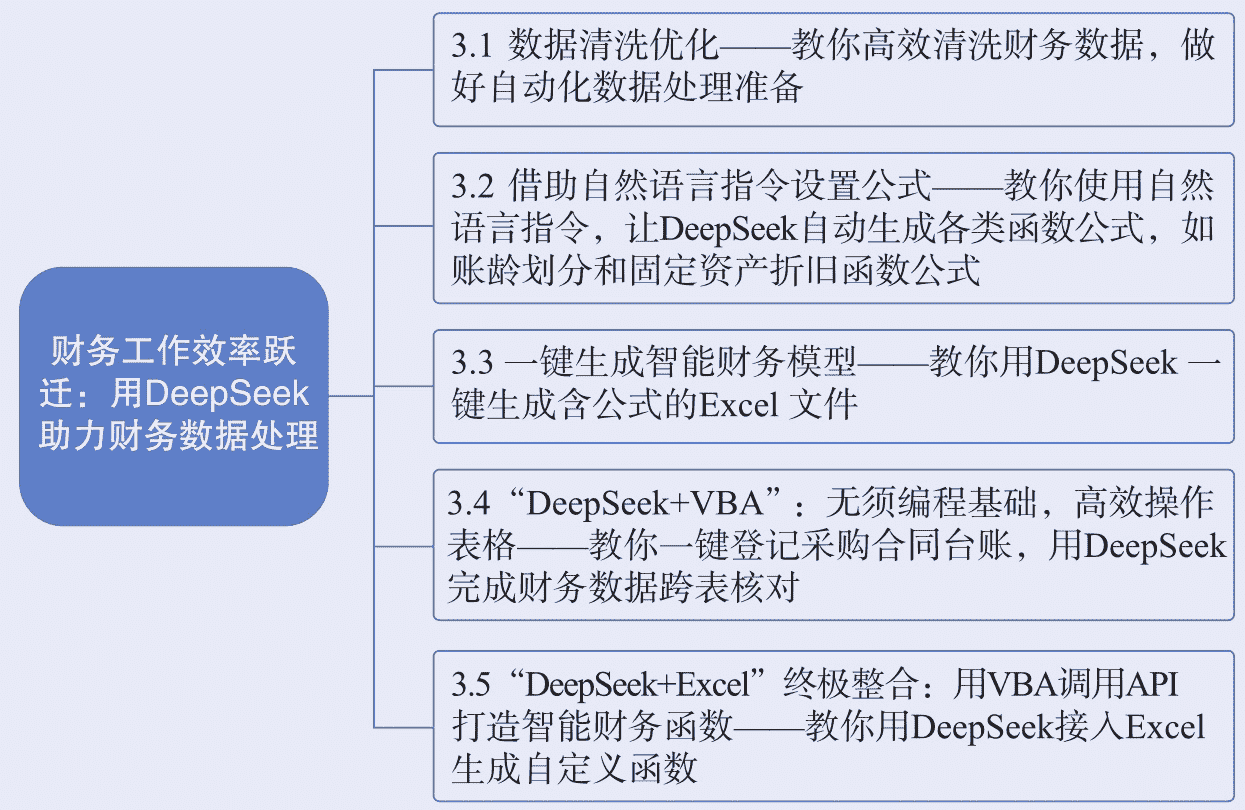 财务工作效率跃
迁：用DeepSeek
助力财务数据处理
3.1 数据清洗优化——教你高效清洗财务数据，做
好自动化数据处理准备
3.2 借助自然语言指令设置公式——教你使用自然
语言指令，让DeepSeek自动生成各类函数公式，如
账龄划分和固定资产折旧函数公式
3.3 一键生成智能财务模型——教你用DeepSeek 一
键生成含公式的Excel 文件
3.4 “DeepSeek+VBA”：无须编程基础，高效操作
表格——教你一键登记采购合同台账，用DeepSeek
完成财务数据跨表核对
3.5 “DeepSeek+Excel”终极整合：用VBA调用API
打造智能财务函数——教你用DeepSeek接入Excel
生成自定义函数